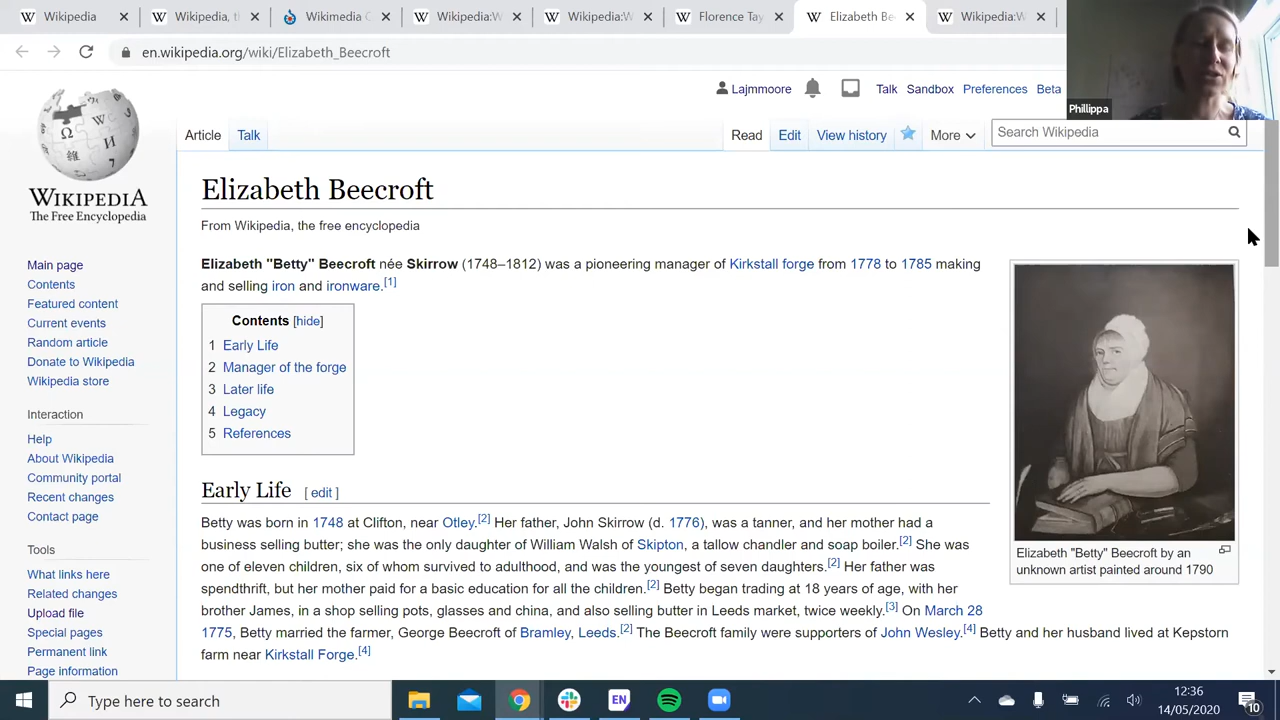 Wikipedia
Wikipedia, t
Wikimedia C
Wikipedia:W
Wikipedia:W
Florence Tay
Elizabeth Be
Wikipedia:W
en.wikipedia.org/wiki/Elizabeth_Beecroft
Phillippa
Lajmmoore
Talk
Sandbox
Preferences
Beta
Article
Talk
Read
Edit
View history
More
Search Wikipedia
WIKIPEDIA
The Free Encyclopedia
Main page
Contents
Featured content
Current events
Random article
Donate to Wikipedia
Wikipedia store
Interaction
Help
About Wikipedia
Community portal
Recent changes
Contact page
Tools
What links here
Related changes
Upload file
Special pages
Permanent link
Page information
Elizabeth Beecroft
From Wikipedia, the free encyclopedia
Elizabeth "Betty" Beecroft née Skirrow (1748–1812) was a pioneering manager of Kirkstall forge from 1778 to 1785 making
and selling iron and ironware.[1]
Contents [hide]
1 Early Life
2 Manager of the forge
3 Later life
4 Legacy
5 References
Elizabeth "Betty" Beecroft by an
unknown artist painted around 1790
Early Life [ edit ]
Betty was born in 1748 at Clifton, near Otley.[2] Her father, John Skirrow (d. 1776), was a tanner, and her mother had a
business selling butter; she was the only daughter of William Walsh of Skipton, a tallow chandler and soap boiler.[2] She was
one of eleven children, six of whom survived to adulthood, and was the youngest of seven daughters.[2] Her father was
spendthrift, but her mother paid for a basic education for all the children.[2] Betty began trading at 18 years of age, with her
brother James, in a shop selling pots, glasses and china, and also selling butter in Leeds market, twice weekly.[3] On March 28
1775, Betty married the farmer, George Beecroft of Bramley, Leeds.[2] The Beecroft family were supporters of John Wesley.[4] Betty and her husband lived at Kepstorn
farm near Kirkstall Forge.[4]
Type here to search
EN
12:36
14/05/2020
10